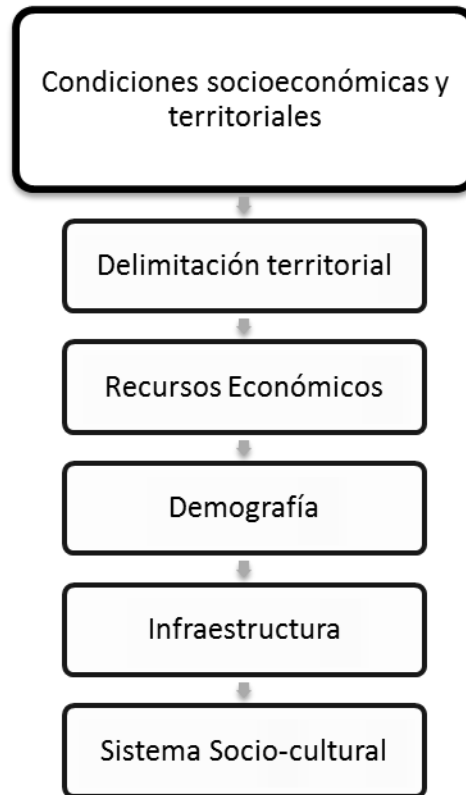 Condiciones socioeconómicas y
territoriales
Delimitación territorial
Recursos Económicos
Demografía
Infraestructura
Sistema Socio-cultural